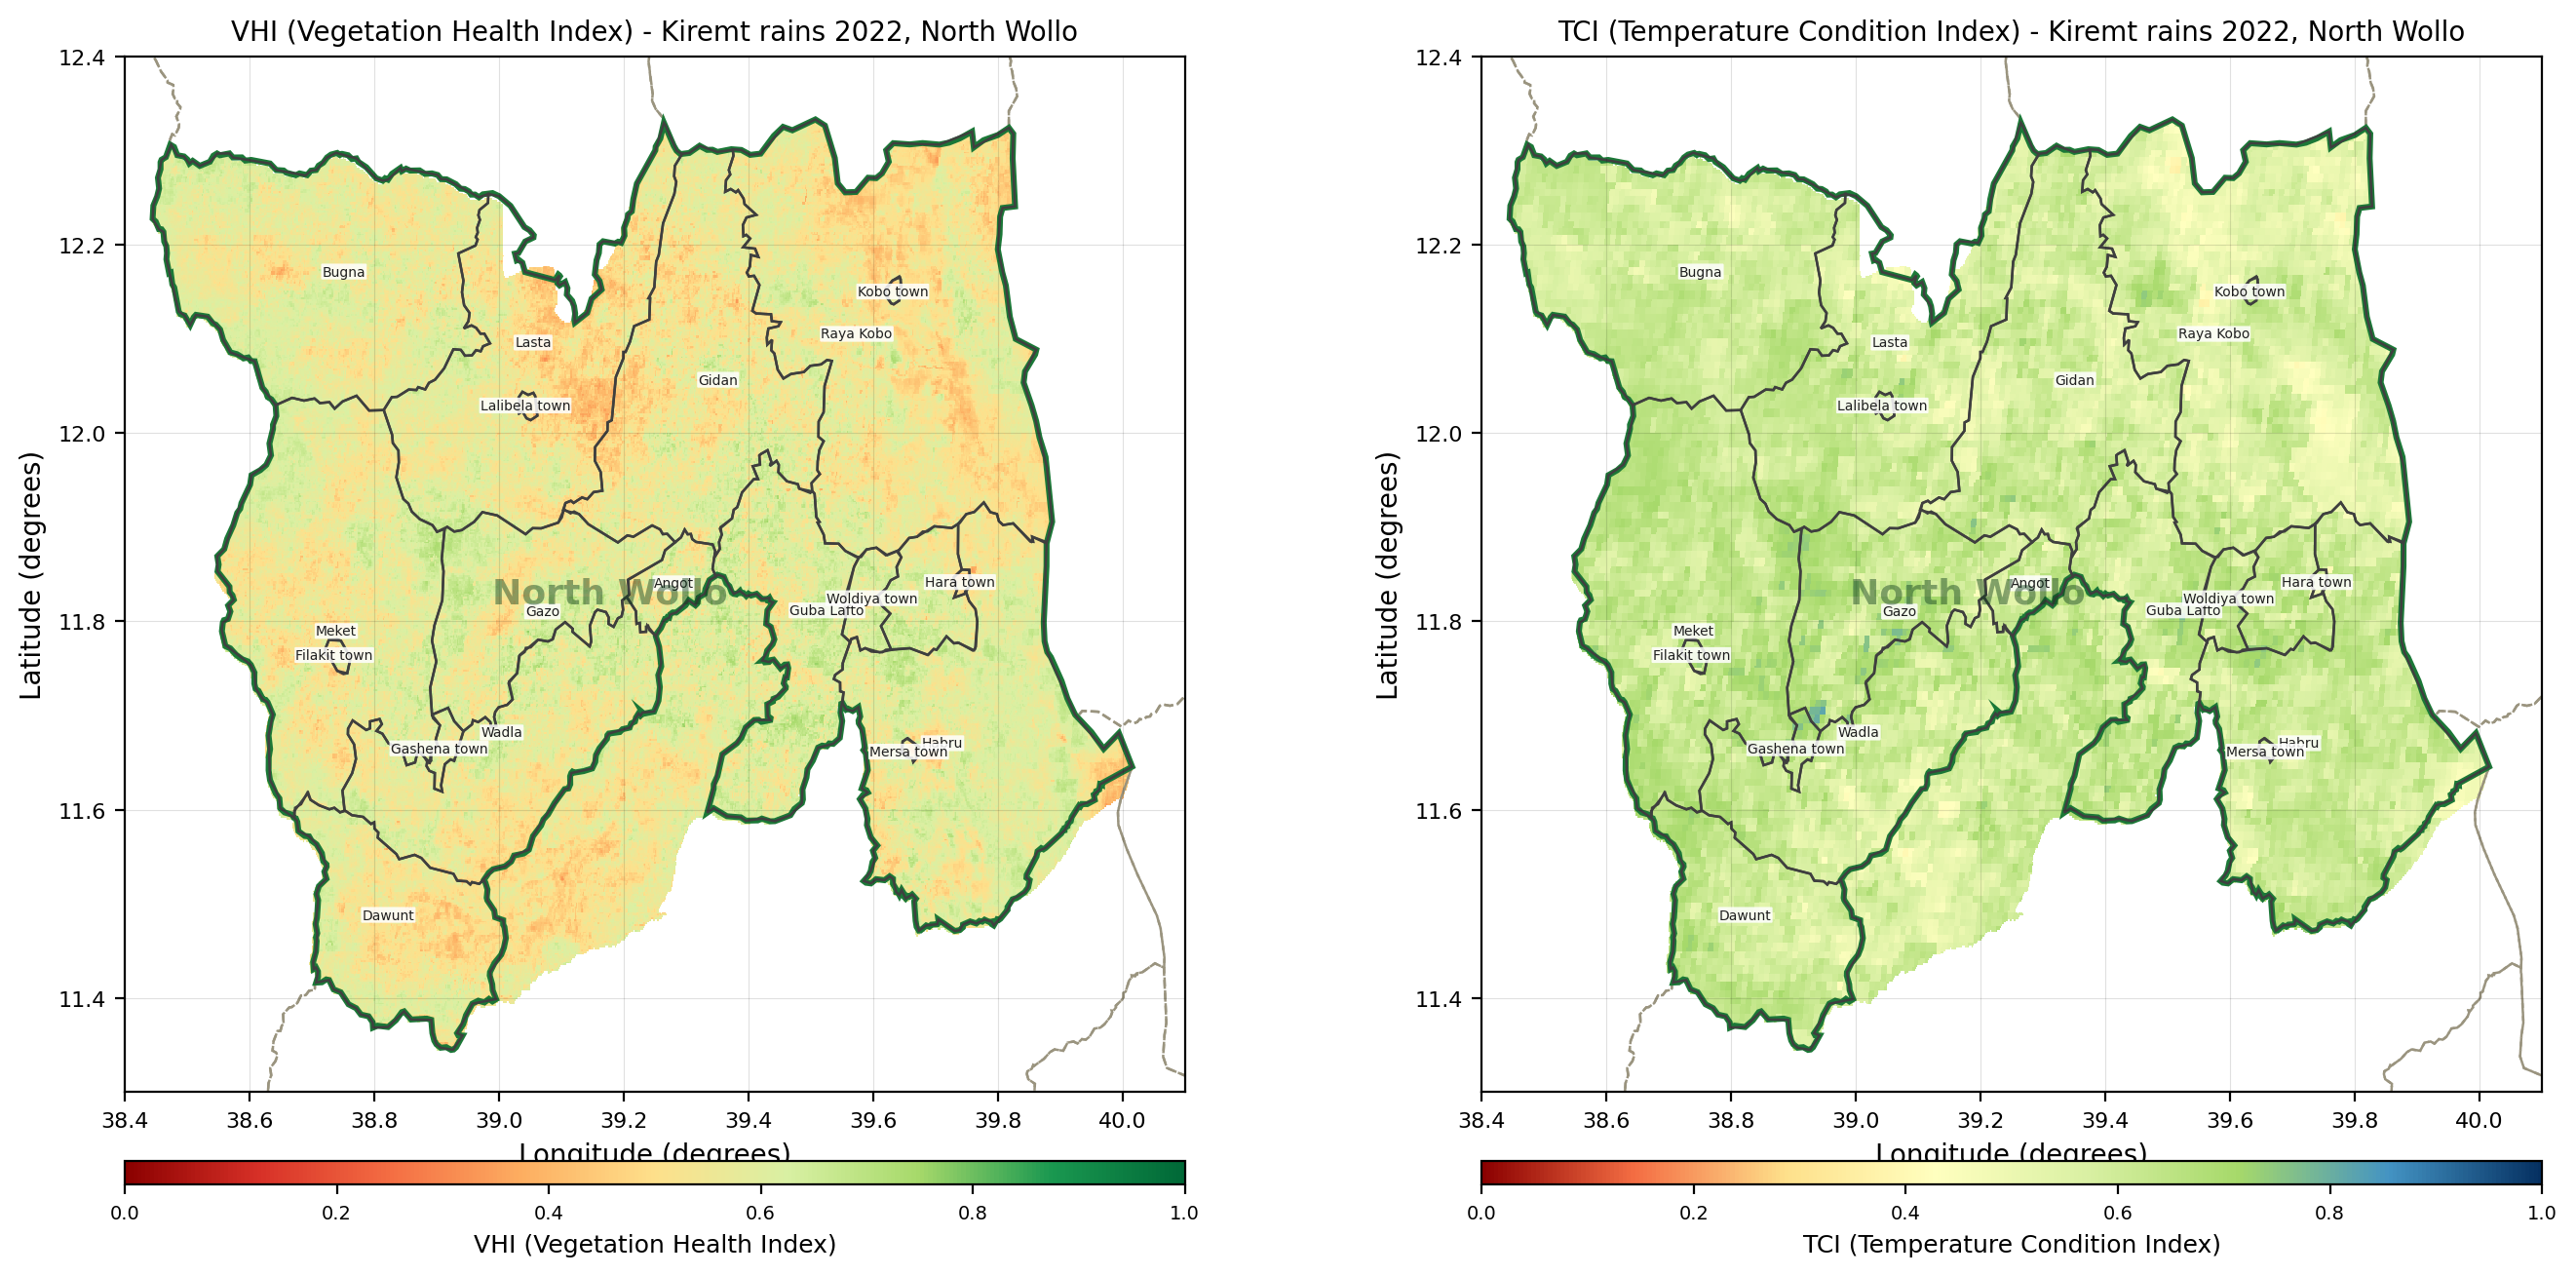 VHI (Vegetation Health Index) - Kiremt rains 2022, North Wollo
12.4
12.2
12.0
11.8
11.6
11.4
Latitude (degrees)
Bugna
Kobo town
Raya Kobo
Lasta
Gidan
Lalibela town
North Wollo
Angot
Hara town
Woldiya town
Guba Lafto
Gazo
Meket
Filakit town
Wadla
Gashena town
Habru
Mersa town
Dawunt
38.4 38.6 38.8 39.0 39.2 39.4 39.6 39.8 40.0
Longitude (degrees)
0.0 0.2 0.4 0.6 0.8 1.0
VHI (Vegetation Health Index)
TCI (Temperature Condition Index) - Kiremt rains 2022, North Wollo
12.4
12.2
12.0
11.8
11.6
11.4
Latitude (degrees)
Bugna
Kobo town
Raya Kobo
Lasta
Gidan
Lalibela town
North Wollo
Angot
Hara town
Woldiya town
Guba Lafto
Gazo
Meket
Filakit town
Wadla
Gashena town
Habru
Mersa town
Dawunt
38.4 38.6 38.8 39.0 39.2 39.4 39.6 39.8 40.0
Longitude (degrees)
0.0 0.2 0.4 0.6 0.8 1.0
TCI (Temperature Condition Index)